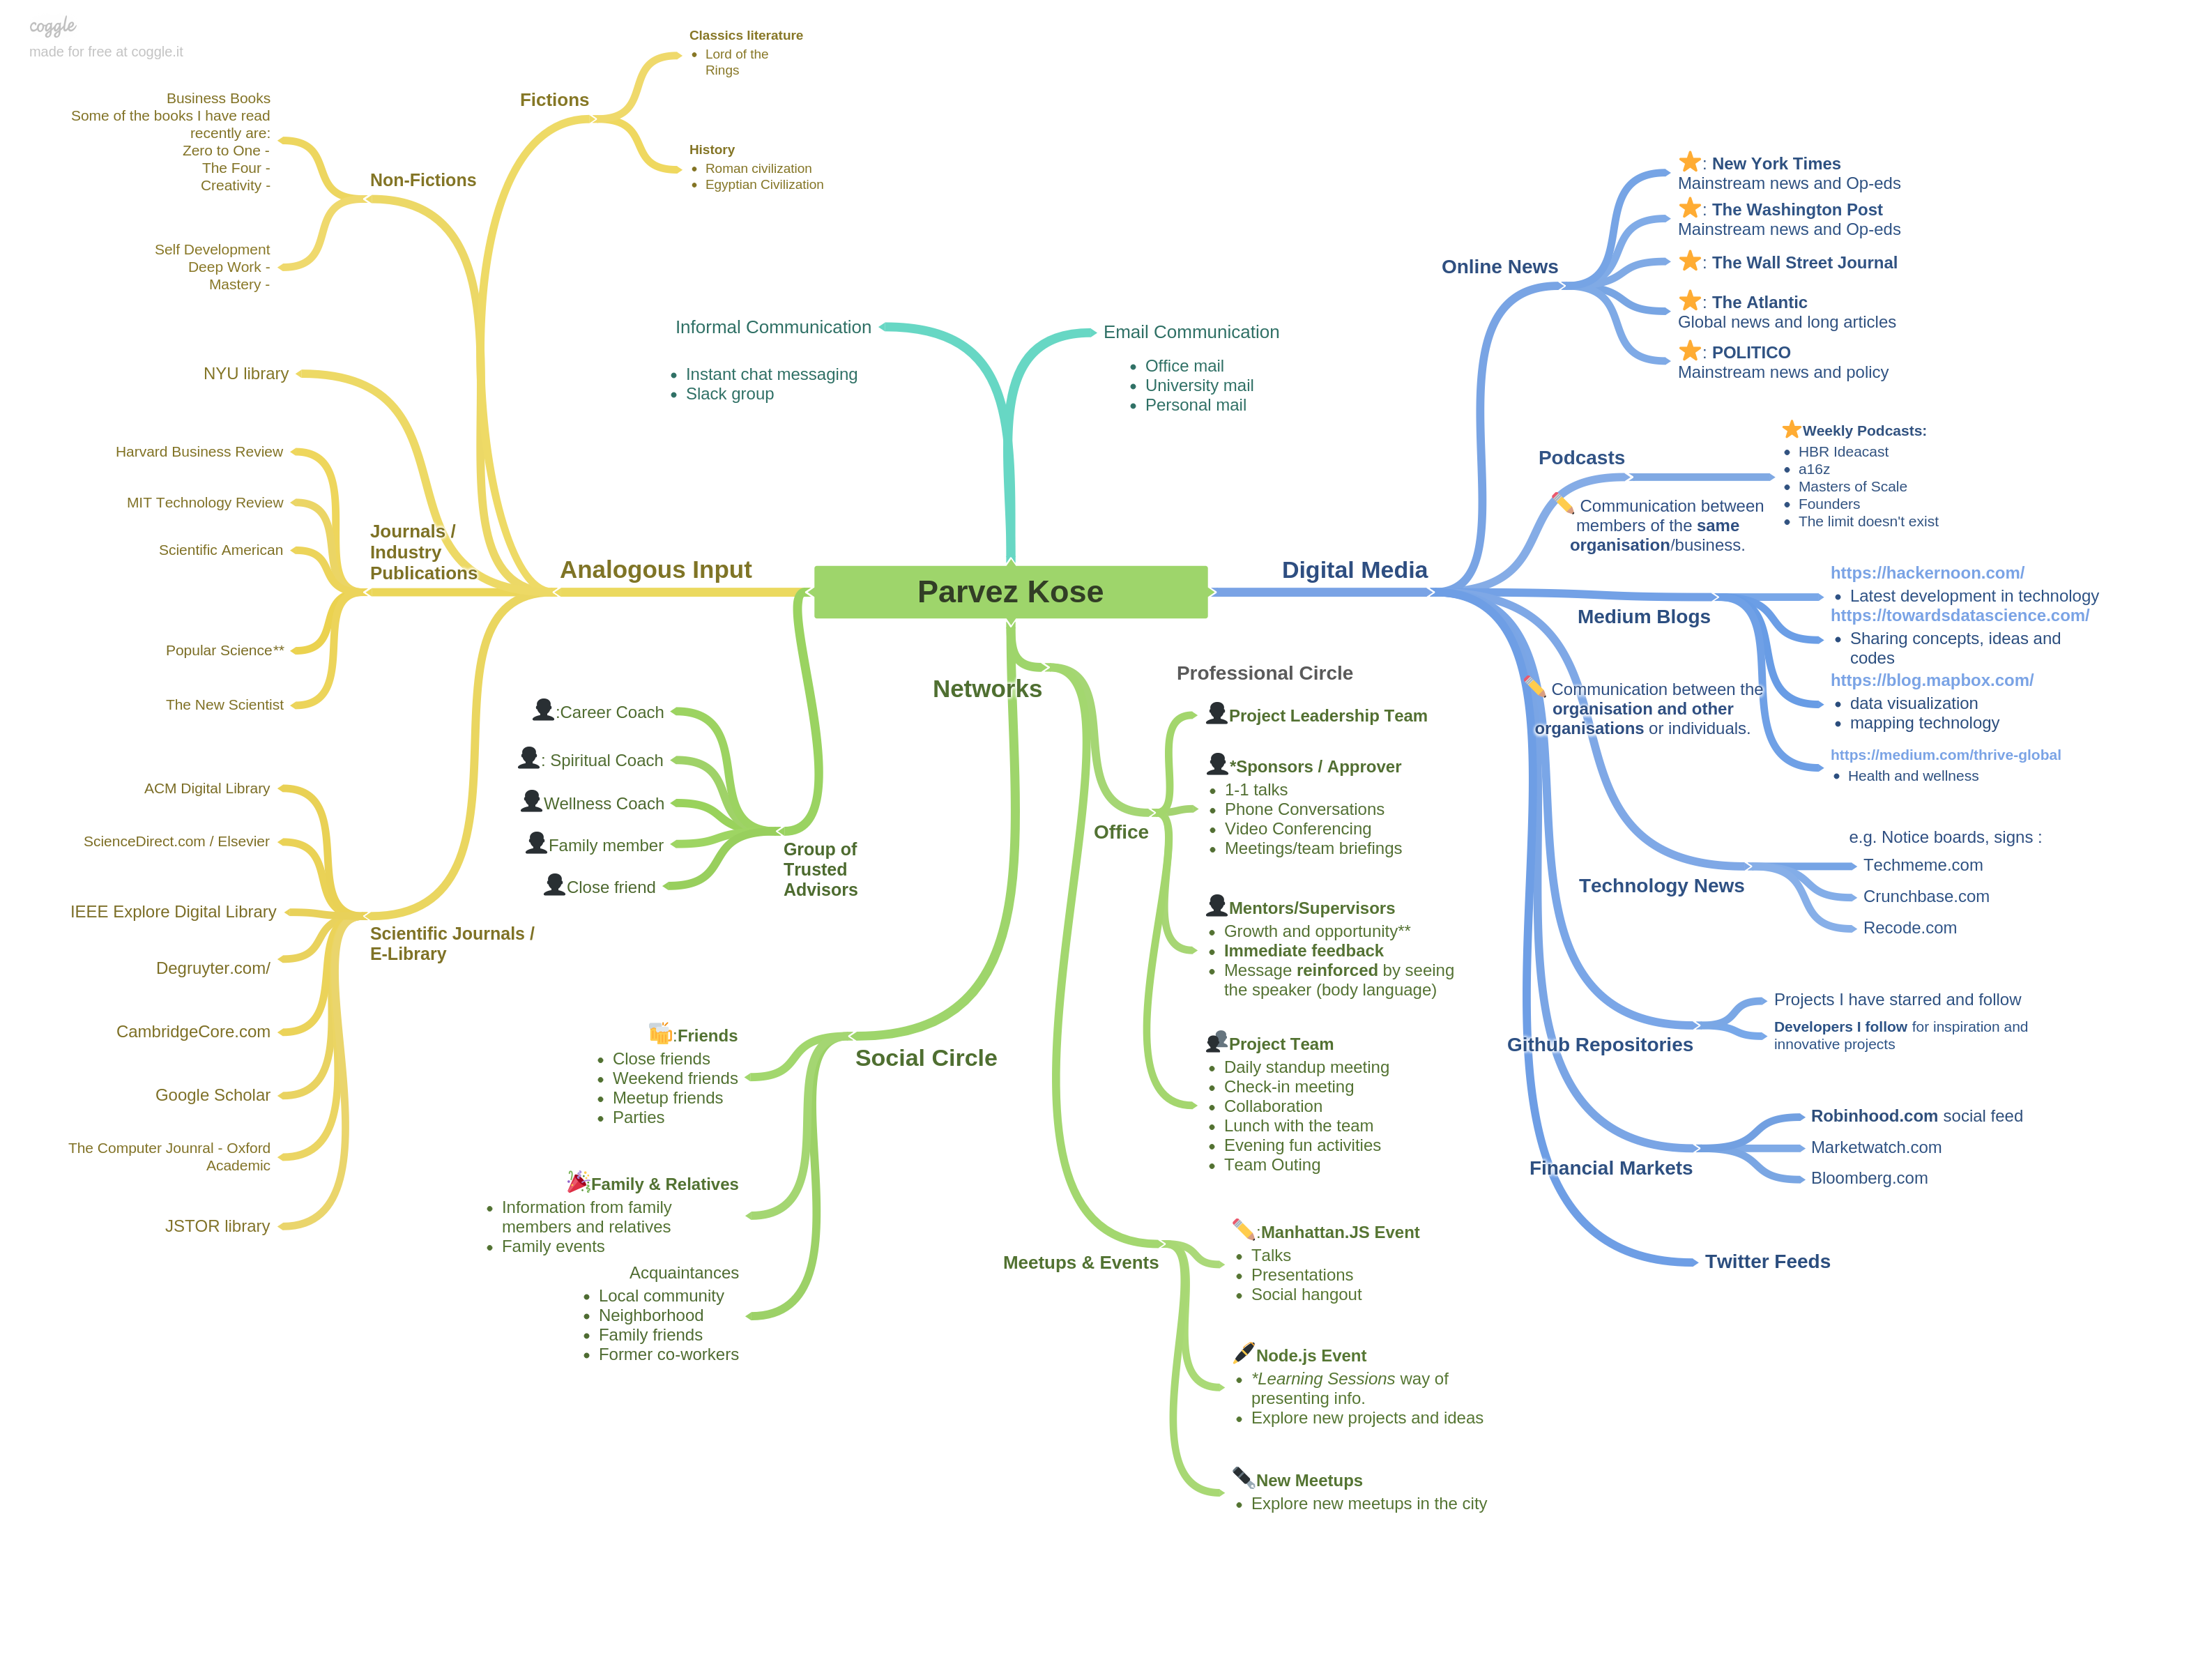 coggle
made for free at coggle.it
Classics literature
• Lord of the
Rings
Fictions
History
• Roman civilization
• Egyptian Civilization
Business Books
Some of the books I have read
recently are:
Zero to One -
The Four -
Creativity -
Non-Fictions
Self Development
Deep Work -
Mastery -
NYU library
Harvard Business Review
MIT Technology Review
Scientific American
Journals /
Industry
Publications
Popular Science**
The New Scientist
Analogous Input
ACM Digital Library
ScienceDirect.com / Elsevier
IEEE Explore Digital Library
Scientific Journals /
E-Library
Degruyter.com/
CambridgeCore.com
Google Scholar
The Computer Jounral - Oxford
Academic
JSTOR library
Informal Communication
• Instant chat messaging
• Slack group
Email Communication
• Office mail
• University mail
• Personal mail
Parvez Kose
Networks
:Career Coach
: Spiritual Coach
Wellness Coach
Family member
Close friend
Group of
Trusted
Advisors
:Friends
• Close friends
• Weekend friends
• Meetup friends
• Parties
Social Circle
Family & Relatives
• Information from family
members and relatives
• Family events
Acquaintances
• Local community
• Neighborhood
• Family friends
• Former co-workers
Professional Circle
Project Leadership Team
*Sponsors / Approver
• 1-1 talks
• Phone Conversations
• Video Conferencing
• Meetings/team briefings
Office
Mentors/Supervisors
• Growth and opportunity**
• Immediate feedback
• Message reinforced by seeing
the speaker (body language)
Project Team
• Daily standup meeting
• Check-in meeting
• Collaboration
• Lunch with the team
• Evening fun activities
• Team Outing
Meetups & Events
:Manhattan.JS Event
• Talks
• Presentations
• Social hangout
Node.js Event
• *Learning Sessions way of
presenting info.
• Explore new projects and ideas
New Meetups
• Explore new meetups in the city
Digital Media
Online News
: New York Times
Mainstream news and Op-eds
: The Washington Post
Mainstream news and Op-eds
: The Wall Street Journal
: The Atlantic
Global news and long articles
: POLITICO
Mainstream news and policy
Podcasts
Weekly Podcasts:
• HBR Ideacast
• a16z
• Masters of Scale
• Founders
• The limit doesn't exist
Communication between
members of the same
organisation/business.
Medium Blogs
https://hackernoon.com/
• Latest development in technology
https://towardsdatascience.com/
• Sharing concepts, ideas and
codes
https://blog.mapbox.com/
• data visualization
• mapping technology
https://medium.com/thrive-global
• Health and wellness
Communication between the
organisation and other
organisations or individuals.
e.g. Notice boards, signs :
Techmeme.com
Technology News
Crunchbase.com
Recode.com
Projects I have starred and follow
Developers I follow for inspiration and
innovative projects
Github Repositories
Robinhood.com social feed
Marketwatch.com
Financial Markets
Bloomberg.com
Twitter Feeds